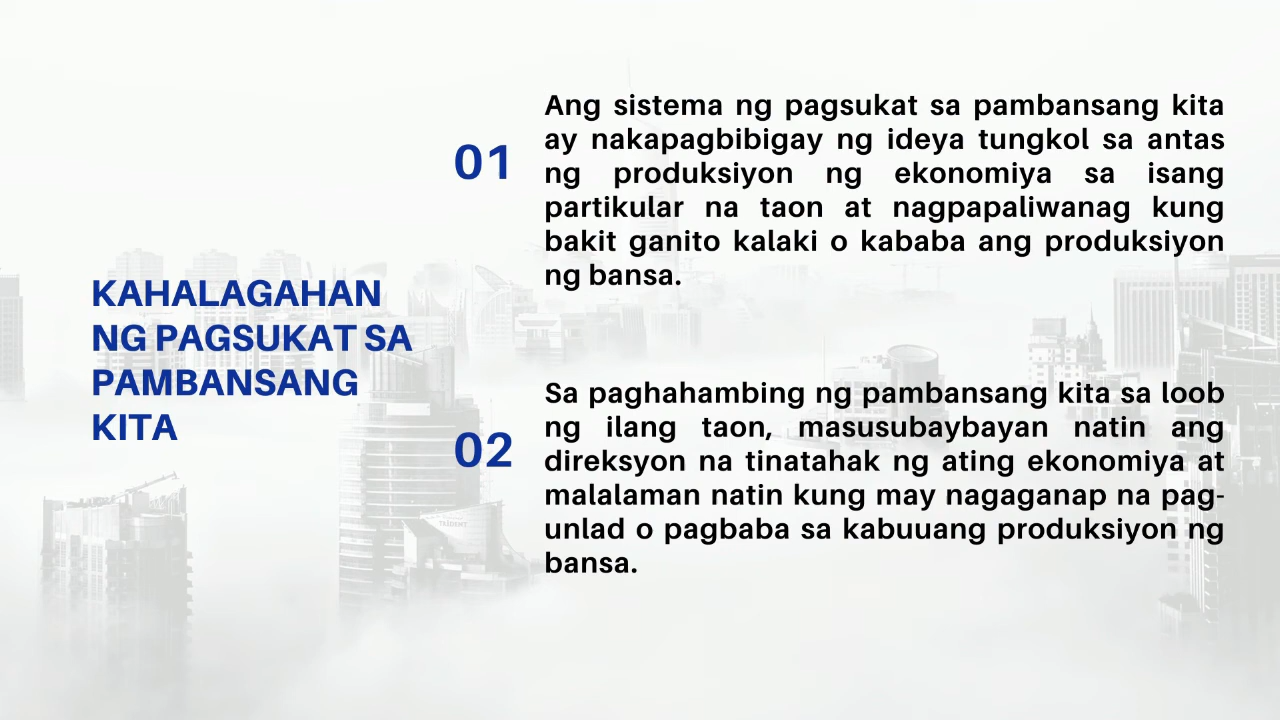 KAHALAGAHAN
NG PAGSUKAT SA
PAMBANSANG
KITA
01
Ang sistema ng pagsukat sa pambansang kita
ay nakapagbibigay ng ideya tungkol sa antas
ng produksiyon ng ekonomiya sa isang
partikular na taon at nagpapaliwanag kung
bakit ganito kalaki o kababa ang produksiyon
ng bansa.
02
Sa paghahambing ng pambansang kita sa loob
ng ilang taon, masusubaybayan natin ang
direksyon na tinatahak ng ating ekonomiya at
malalaman natin kung may nagaganap na pag-
unlad o pagbaba sa kabuuang produksiyon ng
bansa.
TRIDENT